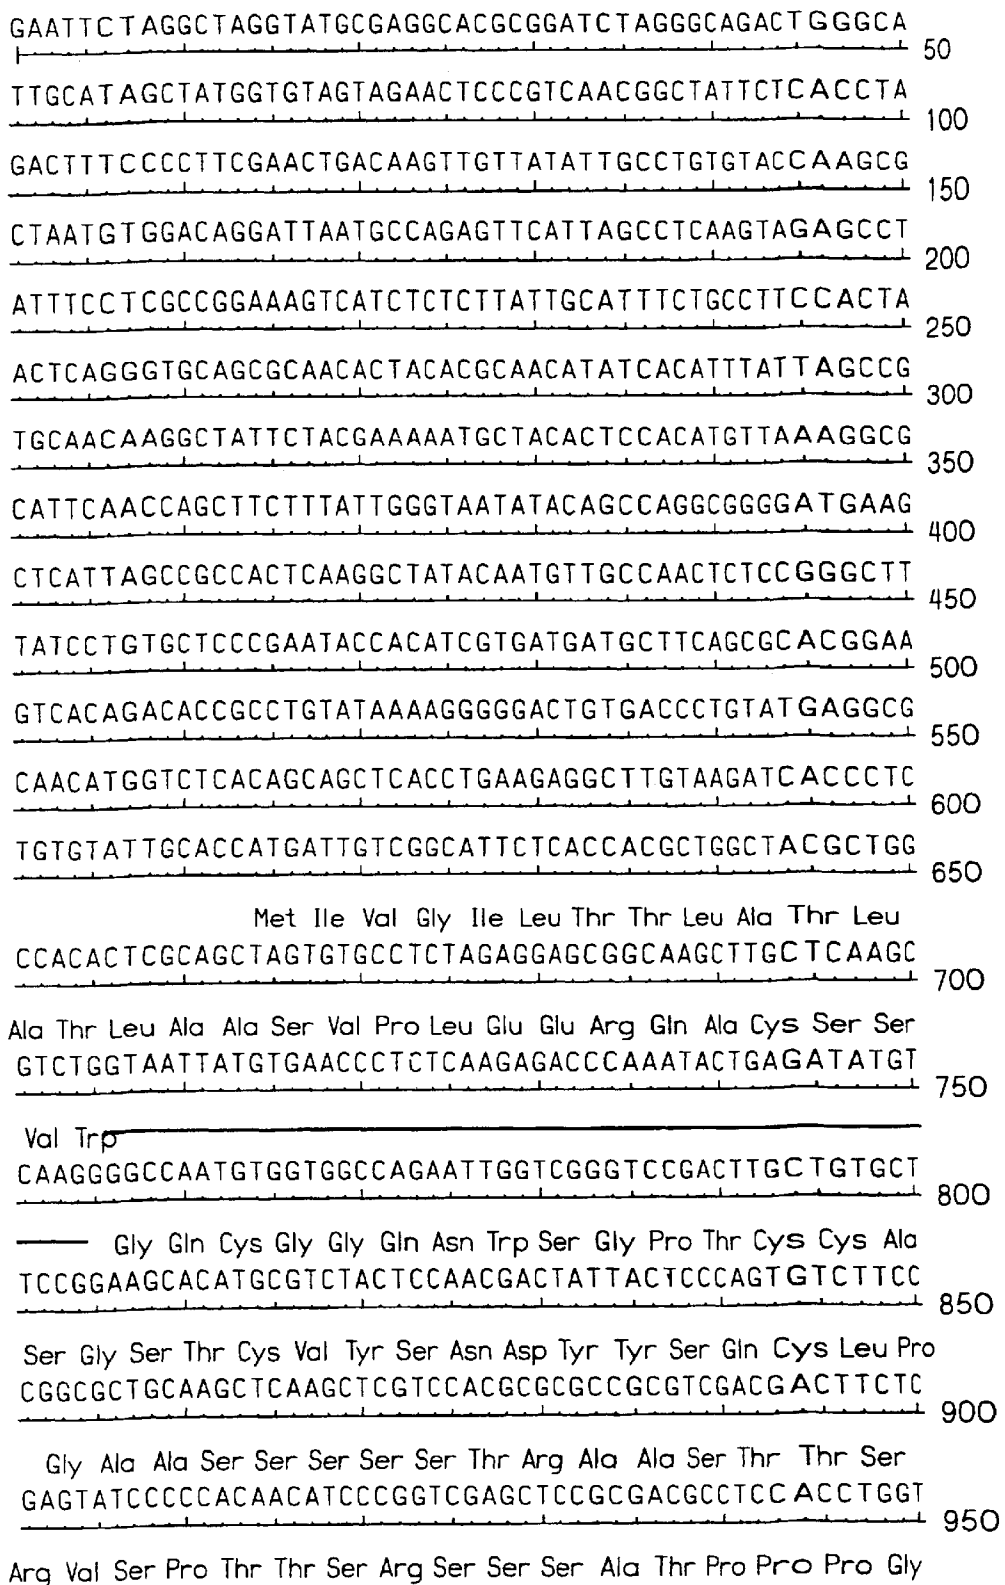 GAATTCTAGGCTAGGTATGCGAGGCACGCGGATCTAGGGCAGACTGGGCA
50
TTGCATAGCTATGGTGTAGTAGAACTCCCGTCAACGGCTATTCTCACCTA
100
GACTTTCCCCTTCGAACTGACAAGTTGTTATATTGCCTGTGTACCAAGCG
150
CTAATGTGGACAGGATTAATGCCAGAGTTCATTAGCCTCAAGTAGAGCCT
200
ATTTCCTCGCCGGAAAGTCATCTCTCTTATTGCATTTCTGCCTTCCACTA
250
ACTCAGGGTGCAGCGCAACACTACACGCAACATATCACATTTATTAGCCG
300
TGCAACAAGGCTATTCTACGAAAAATGCTACACTCCACATGTTAAAGGCG
350
CATTCAACCAGCTTCTTTATTGGGTAATATACAGCCAGGCGGGGATGAAG
400
CTCATTAGCCGCCACTCAAGGCTATACAATGTTGCCAACTCTCCGGGCTT
450
TATCCTGTGCTCCCGAATACCACATCGTGATGATGCTTCAGCGCACGGAA
500
GTCACAGACACCGCCTGTATAAAAGGGGGACTGTGACCCTGTATGAGGCG
550
CAACATGGTCTCACAGCAGCTCACCTGAAGAGGCTTGTAAGATCACCCTC
600
TGTGTATTGCACCATGATTGTCGGCATTCTCACCACGCTGGCTACGCTGG
650
Met Ile Val Gly Ile Leu Thr Thr Leu Ala Thr Leu
CCACACTCGCAGCTAGTGTGCCTCTAGAGGAGCGGCAAGCTTGCTCAAGC
700
Ala Thr Leu Ala Ala Ser Val Pro Leu Glu Glu Arg Gln Ala Cys Ser Ser
GTCTGGTAATTATGTGAACCCTCTCAAGAGACCCAAATACTGAGATATGT
750
Val Trp
CAAGGGGCCAATGTGGTGGCCAGAATTGGTCGGGTCCGACTTGCTGTGCT
800
Gly Gln Cys Gly Gly Gln Asn Trp Ser Gly Pro Thr Cys Cys Ala
TCCGGAAGCACATGCGTCTACTCCAACGACTATTACTCCCAGTGTCTTCC
850
Ser Gly Ser Thr Cys Val Tyr Ser Asn Asp Tyr Tyr Ser Gln Cys Leu Pro
CGGCGCTGCAAGCTCAAGCTCGTCCACGCGCGCCGCGTCGACGACTTCTC
900
Gly Ala Ala Ser Ser Ser Ser Ser Thr Arg Ala Ala Ser Thr Thr Ser
GAGTATCCCCCACAACATCCCGGTCGAGCTCCGCGACGCCTCCACCTGGT
950
Arg Val Ser Pro Thr Thr Ser Arg Ser Ser Ser Ala Thr Pro Pro Pro Gly